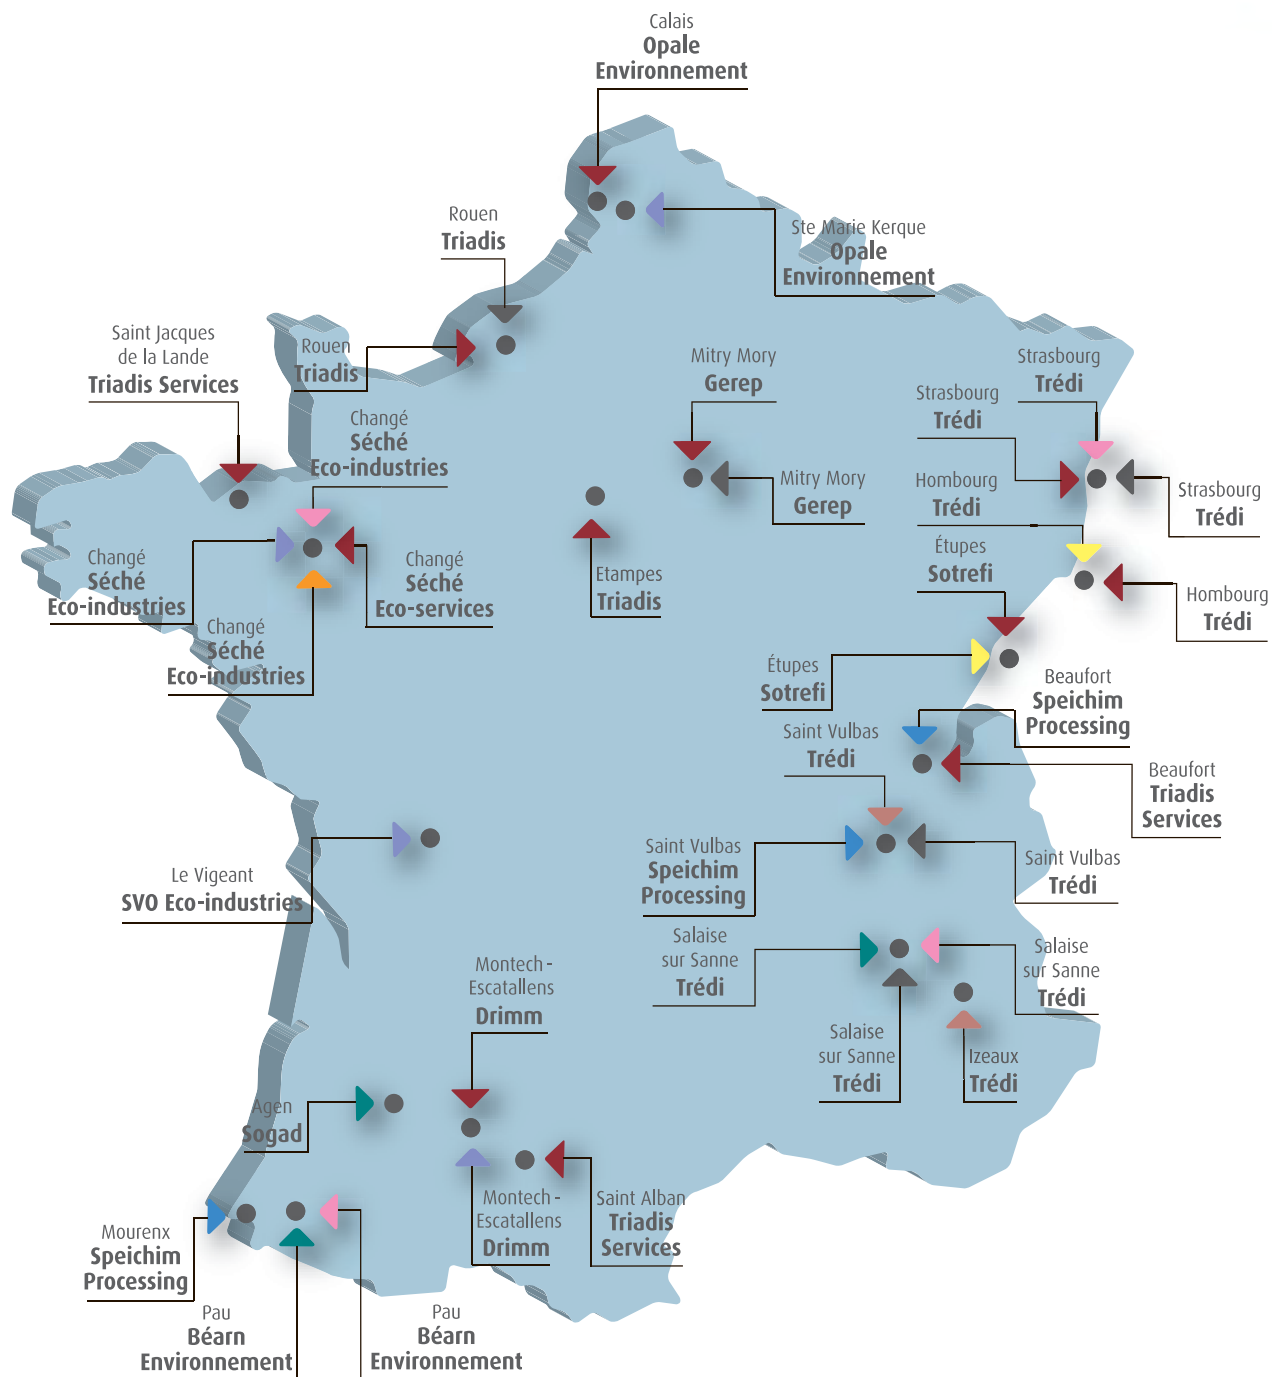 Calais
Opale
Environnement
Rouen
Triadis
Ste Marie Kerque
Opale
Environnement
Saint Jacques
de la Lande
Triadis Services
Rouen
Triadis
Mitry Mory
Gerep
Strasbourg
Trédi
Strasbourg
Trédi
Changé
Séché
Eco-industries
Mitry Mory
Gerep
Hombourg
Trédi
Strasbourg
Trédi
Changé
Séché
Eco-industries
Changé
Séché
Eco-services
Etampes
Triadis
Étupes
Sotrefi
Hombourg
Trédi
Changé
Séché
Eco-industries
Étupes
Sotrefi
Beaufort
Speichim
Processing
Saint Vulbas
Trédi
Beaufort
Triadis
Services
Le Vigeant
SVO Eco-industries
Saint Vulbas
Speichim
Processing
Saint Vulbas
Trédi
Salaise
sur Sanne
Trédi
Salaise
sur Sanne
Trédi
Montech -
Escatallens
Drimm
Salaise
sur Sanne
Trédi
Izeaux
Trédi
Agen
Sogad
Montech -
Escatallens
Drimm
Saint Alban
Triadis
Services
Mourenx
Speichim
Processing
Pau
Béarn
Environnement
Pau
Béarn
Environnement